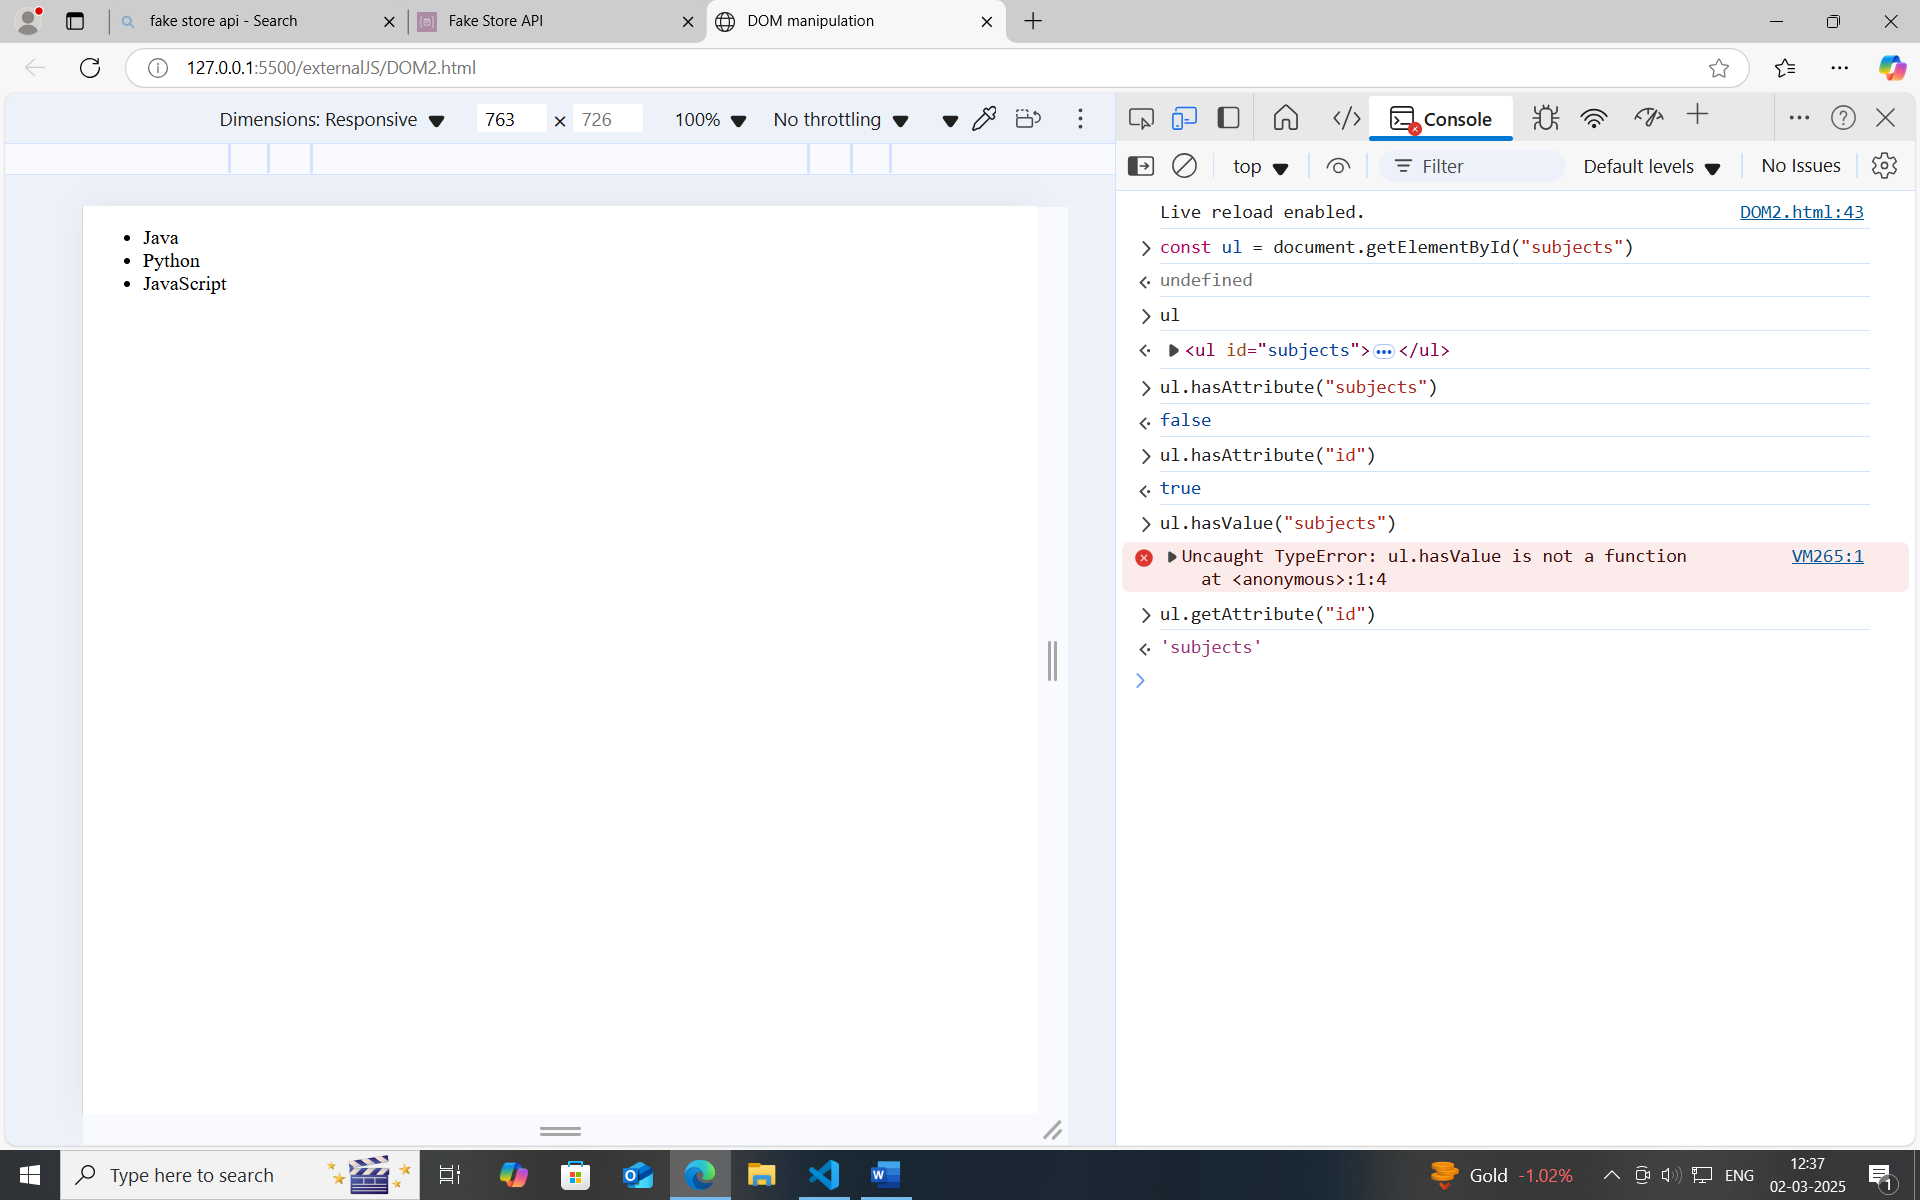 fake store api - Search
Fake Store API
DOM manipulation
127.0.0.1:5500/externalJS/DOM2.html
Dimensions: Responsive 763 × 726 100% No throttling
Console
top Filter Default levels No Issues
Java
Python
JavaScript
Live reload enabled. DOM2.html:43
const ul = document.getElementById("subjects")
undefined
ul
<ul id="subjects">…</ul>
ul.hasAttribute("subjects")
false
ul.hasAttribute("id")
true
ul.hasValue("subjects")
Uncaught TypeError: ul.hasValue is not a function VM265:1
at <anonymous>:1:4
ul.getAttribute("id")
'subjects'
Type here to search
Gold -1.02%
ENG
12:37
02-03-2025
1